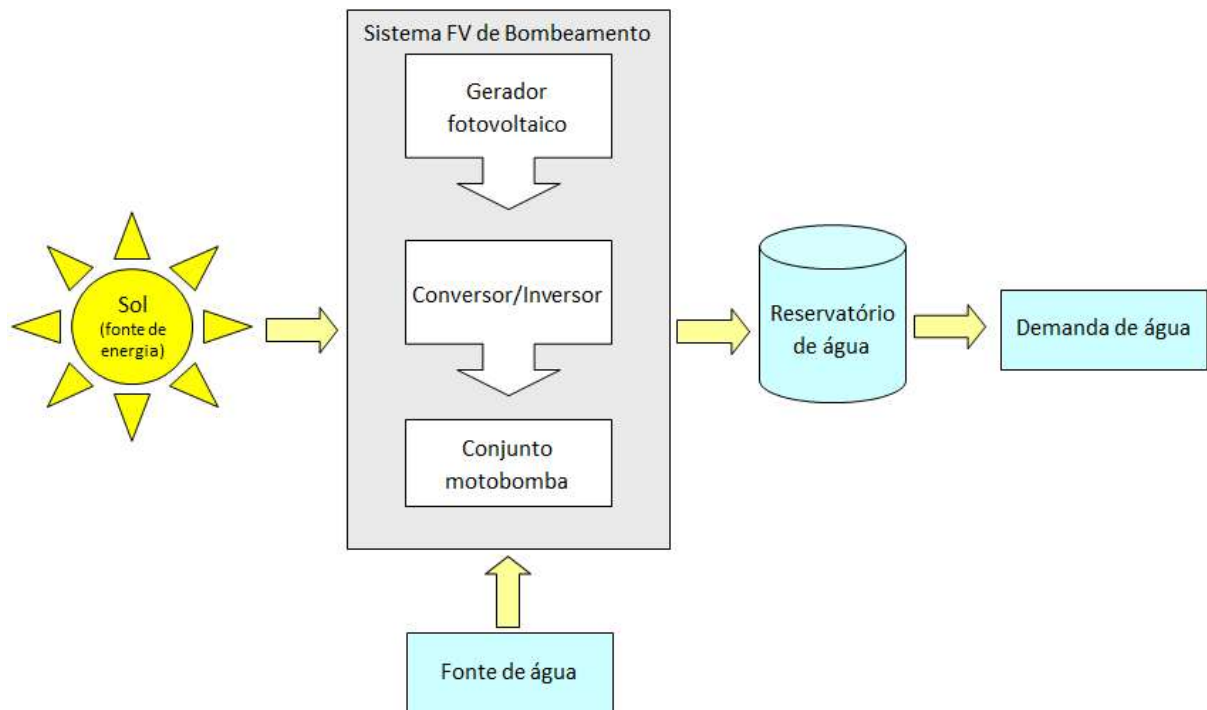 Sistema FV de Bombeamento
Gerador
fotovoltaico
Sol
(fonte de
energia)
Conversor/Inversor
Reservatório
de água
Demanda de água
Conjunto
motobomba
Fonte de água